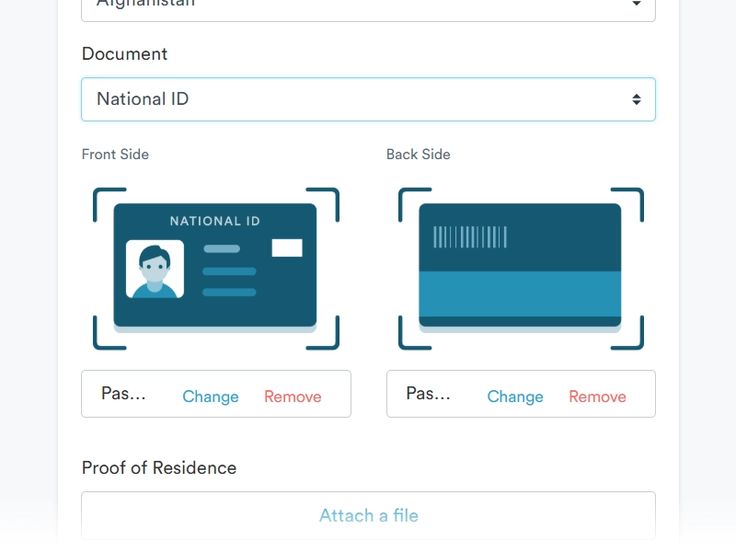 Afghanistan
Document
National ID
Front Side
Back Side
NATIONAL ID
Pas... Change Remove
Pas... Change Remove
Proof of Residence
Attach a file